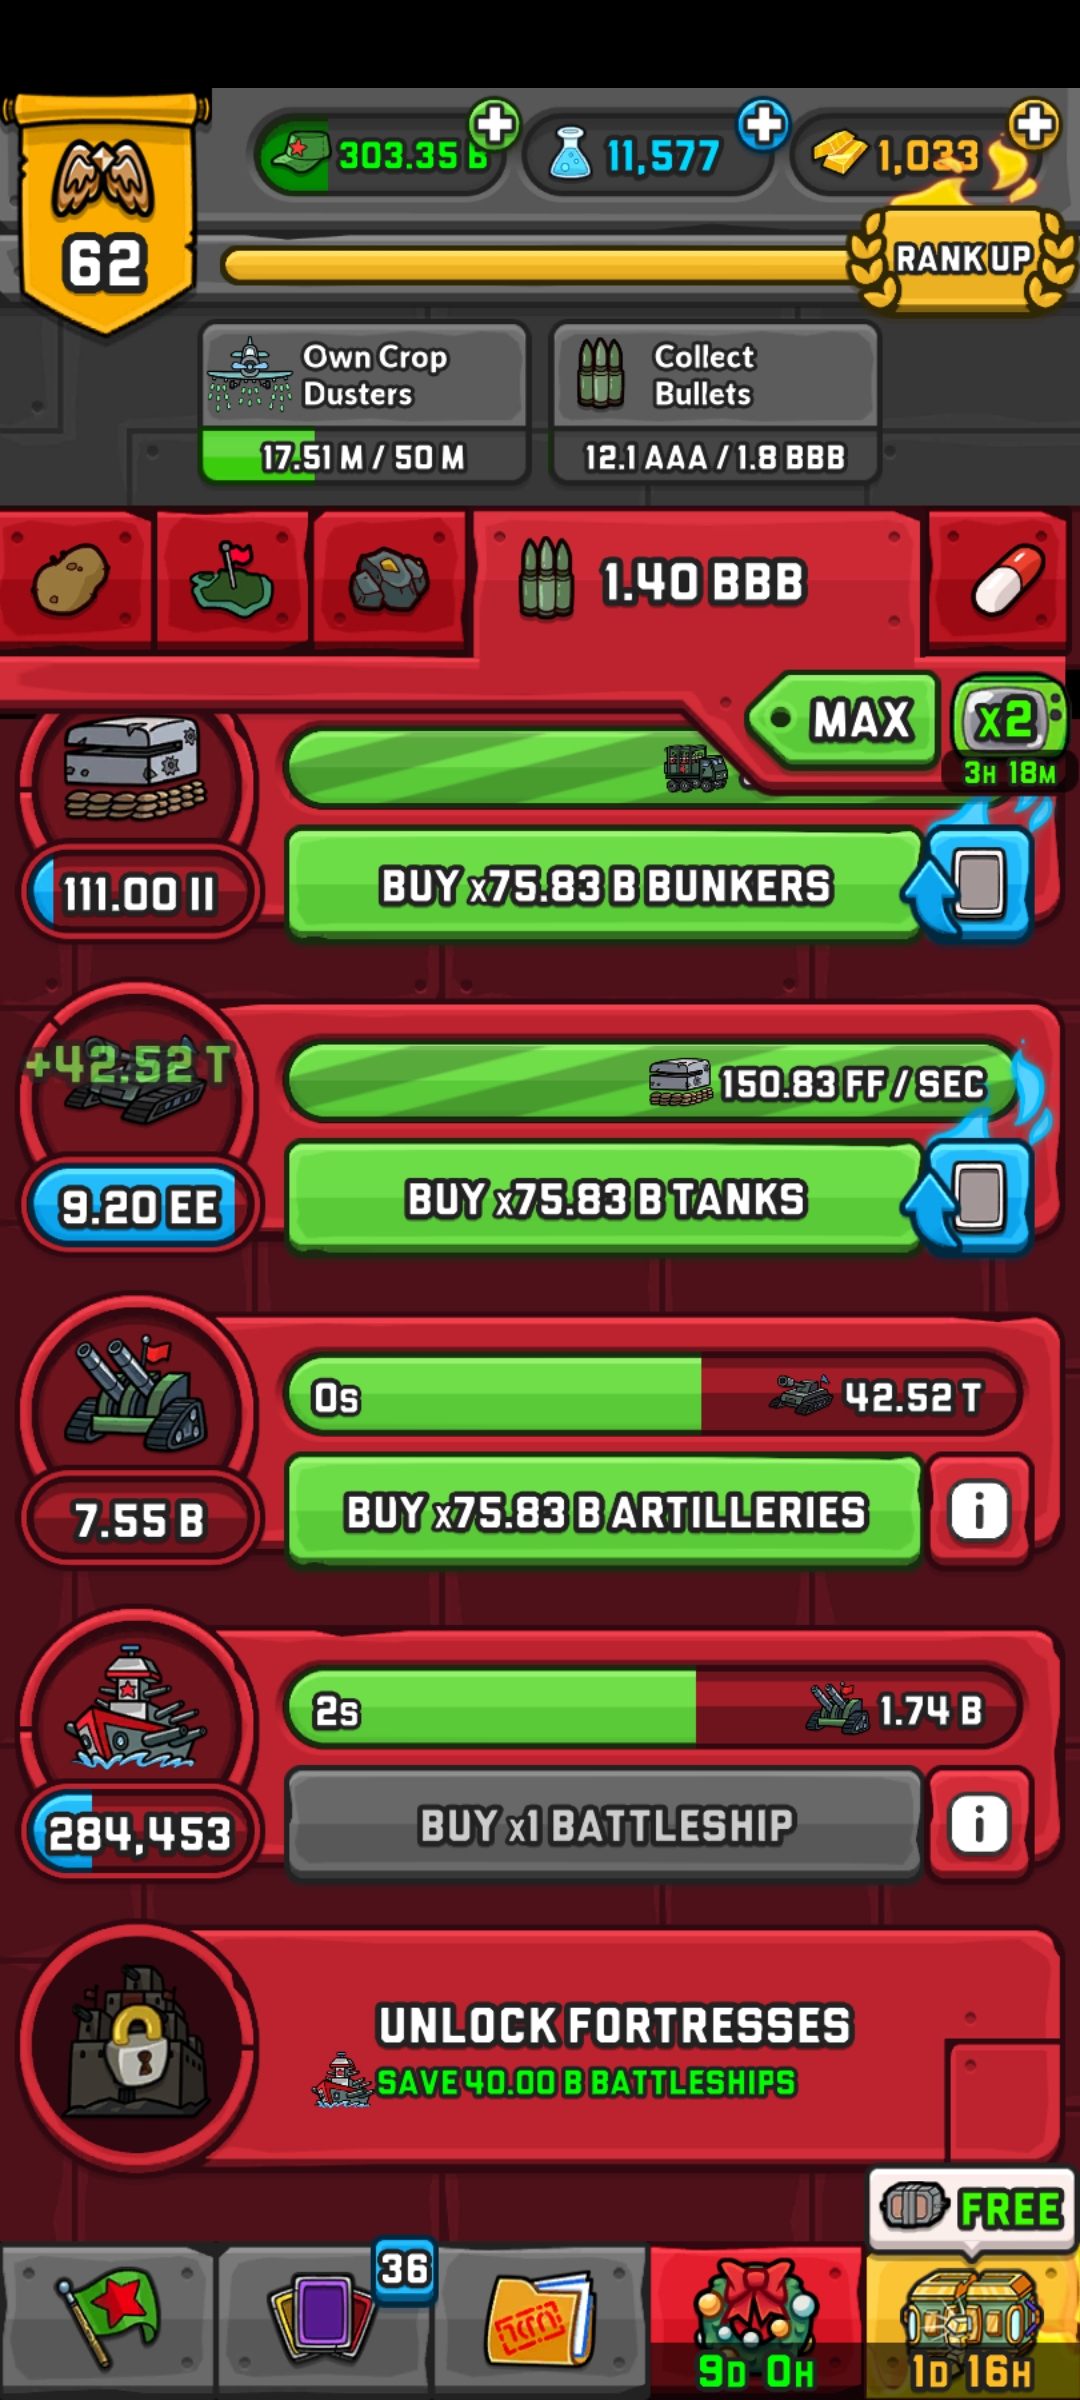 303.35 B
11,577
1,033
62
RANK UP
Own Crop
Dusters
17.51 M / 50 M
Collect
Bullets
12.1 AAA / 1.8 BBB
1.40 BBB
MAX
x2
3H 18M
111.00 II
BUY x75.83 B BUNKERS
+42.52 T
150.83 FF / SEC
9.20 EE
BUY x75.83 B TANKS
0s
42.52 T
7.55 B
BUY x75.83 B ARTILLERIES
i
2s
1.74 B
284,453
BUY x1 BATTLESHIP
i
UNLOCK FORTRESSES
SAVE 40.00 B BATTLESHIPS
FREE
36
9D 0H
1D 16H